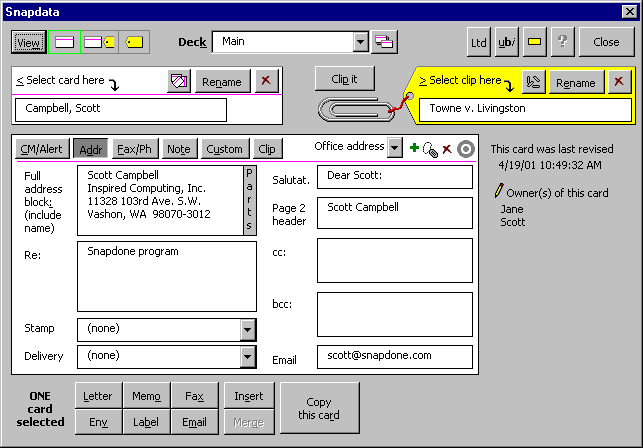 Snapdata
View
Deck Main
Ltd ubi ? Close
< Select card here Rename
Clip it
> Select clip here Rename
Campbell, Scott
Towne v. Livingston
CM/Alert Addr Fax/Ph Note Custom Clip Office address
This card was last revised
4/19/01 10:49:32 AM
Owner(s) of this card
Jane
Scott
Full
address
block:
(include
name)
Scott Campbell
Inspired Computing, Inc.
11328 103rd Ave. S.W.
Vashon, WA 98070-3012
Parts
Salutat. Dear Scott:
Page 2
header
Scott Campbell
Re: Snapdone program
cc:
bcc:
Stamp (none)
Delivery (none)
Email scott@snapdone.com
ONE
card
selected
Letter Memo Fax Insert
Env Label Email Merge
Copy
this card